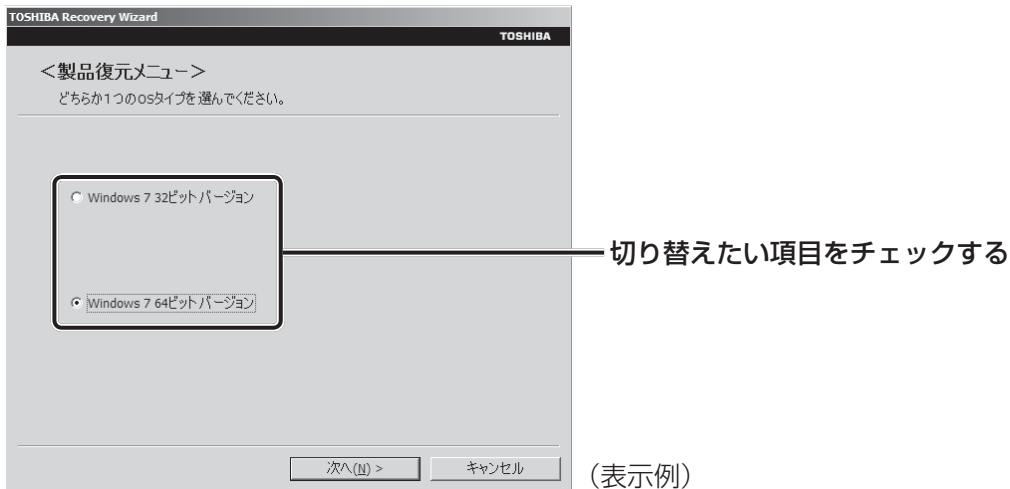 TOSHIBA Recovery Wizard
TOSHIBA
＜製品復元メニュー＞
どちらか1つのOSタイプを選んでください。
Windows 7 32ビットバージョン
切り替えたい項目をチェックする
Windows 7 64ビットバージョン
次へ(N) >
キャンセル
（表示例）